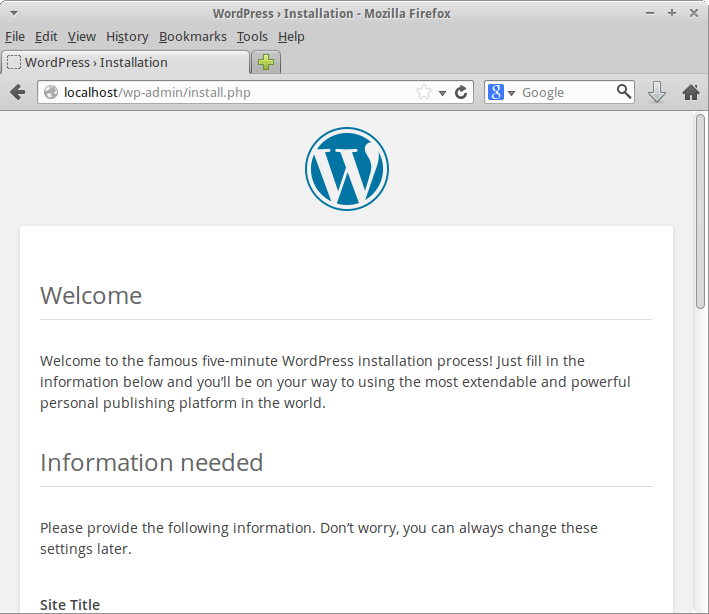 WordPress › Installation - Mozilla Firefox
File Edit View History Bookmarks Tools Help
WordPress › Installation
localhost/wp-admin/install.php
8 Google
W
Welcome
Welcome to the famous five-minute WordPress installation process! Just fill in the
information below and you’ll be on your way to using the most extendable and powerful
personal publishing platform in the world.
Information needed
Please provide the following information. Don’t worry, you can always change these
settings later.
Site Title